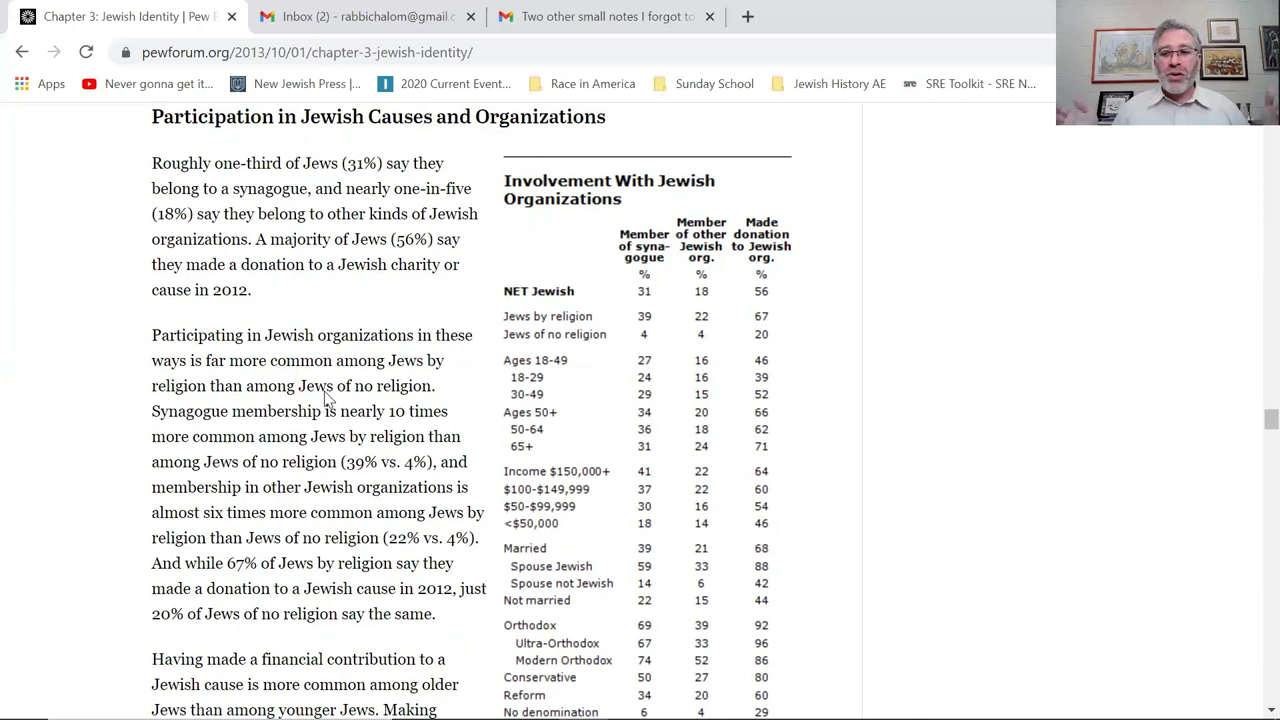 Chapter 3: Jewish Identity | Pew F
Inbox (2) - rabbichalom@gmail.
Two other small notes I forgot to
pewforum.org/2013/10/01/chapter-3-jewish-identity/
Apps
Never gonna get it...
New Jewish Press |...
Race in America
Sunday School
Jewish History AE
SRE Toolkit - SRE N...
Participation in Jewish Causes and Organizations
Roughly one-third of Jews (31%) say they
belong to a synagogue, and nearly one-in-five
(18%) say they belong to other kinds of Jewish
organizations. A majority of Jews (56%) say
they made a donation to a Jewish charity or
cause in 2012.
Participating in Jewish organizations in these
ways is far more common among Jews by
religion than among Jews of no religion.
Synagogue membership is nearly 10 times
more common among Jews by religion than
among Jews of no religion (39% vs. 4%), and
membership in other Jewish organizations is
almost six times more common among Jews by
religion than Jews of no religion (22% vs. 4%).
And while 67% of Jews by religion say they
made a donation to a Jewish cause in 2012, just
20% of Jews of no religion say the same.
Having made a financial contribution to a
Jewish cause is more common among older
Jews than among younger Jews. Making
Involvement With Jewish
Organizations
Member of syna-gogue
Member of other Jewish org.
Made donation to Jewish org.
% % %
NET Jewish 31 18 56
Jews by religion 39 22 67
Jews of no religion 4 4 20
Ages 18-49 27 16 46
18-29 24 16 39
30-49 29 15 52
Ages 50+ 34 20 66
50-64 36 18 62
65+ 31 24 71
Income $150,000+ 41 22 64
$100-$149,999 37 22 60
$50-$99,999 30 16 54
<$50,000 18 14 46
Married 39 21 68
Spouse Jewish 59 33 88
Spouse not Jewish 14 6 42
Not married 22 15 44
Orthodox 69 39 92
Ultra-Orthodox 67 33 96
Modern Orthodox 74 52 86
Conservative 50 27 80
Reform 34 20 60
No denomination 6 4 29